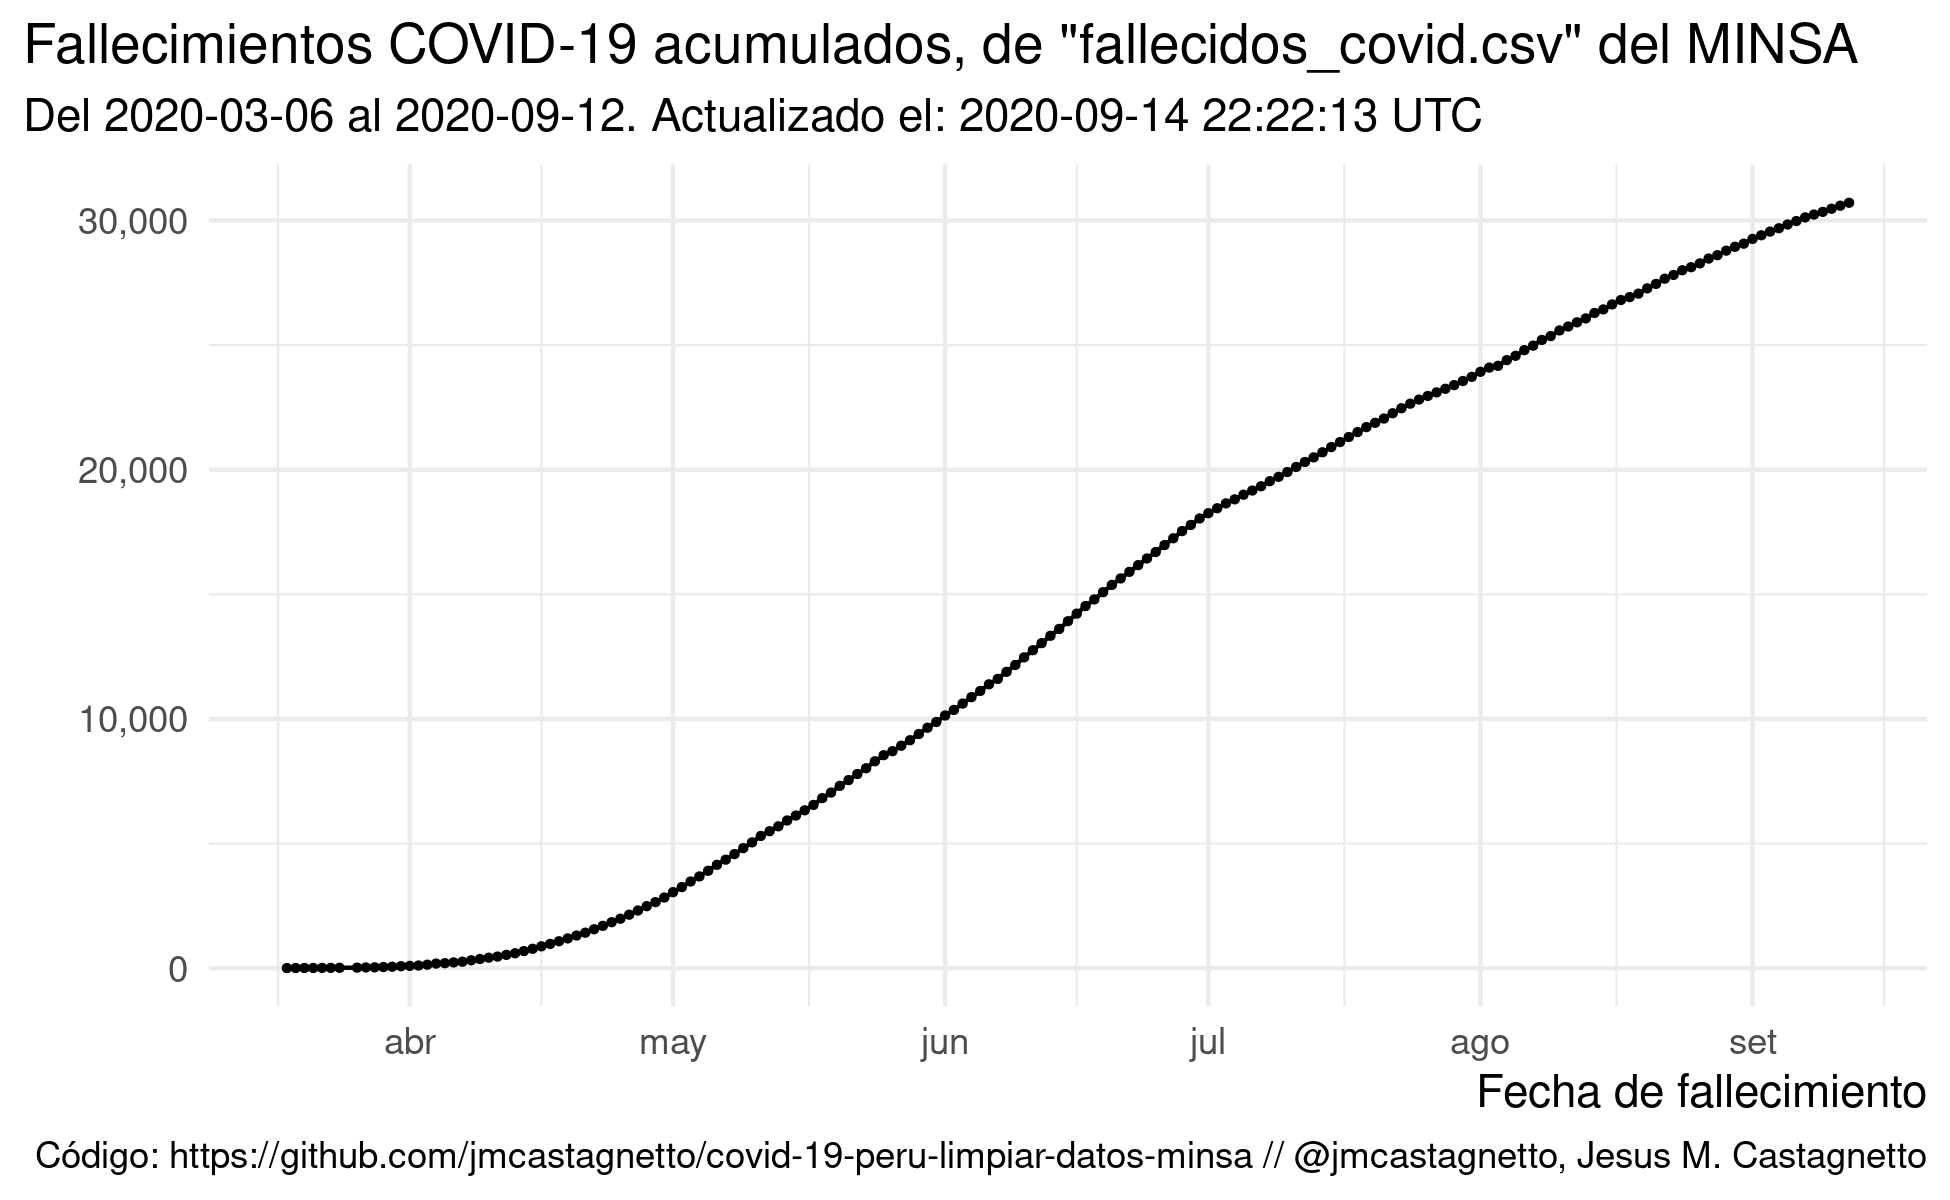 Fallecimientos COVID-19 acumulados, de "fallecidos_covid.csv" del MINSA
Del 2020-03-06 al 2020-09-12. Actualizado el: 2020-09-14 22:22:13 UTC
30,000
20,000
10,000
0
abr may jun jul ago set
Fecha de fallecimiento
Código: https://github.com/jmcastagnetto/covid-19-peru-limpiar-datos-minsa // @jmcastagnetto, Jesus M. Castagnetto